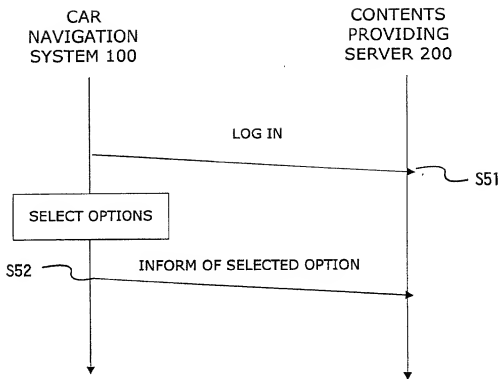 CAR
NAVIGATION
SYSTEM 100
CONTENTS
PROVIDING
SERVER 200
LOG IN
S51
SELECT OPTIONS
S52
INFORM OF SELECTED OPTION